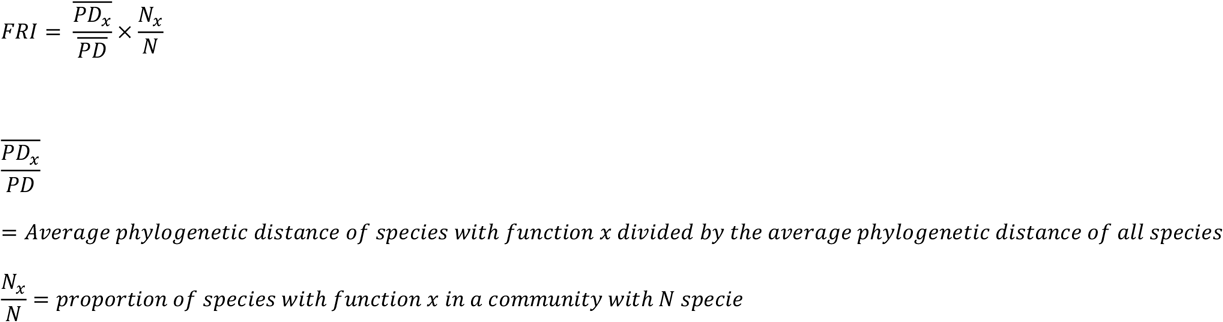 FRI = \frac{\overline{PD_x}}{\overline{PD}} × \frac{N_x}{N}
\frac{\overline{PD_x}}{PD}
= Average phylogenetic distance of species with function x divided by the average phylogenetic distance of all species
\frac{N_x}{N} = proportion of species with function x in a community with N specie